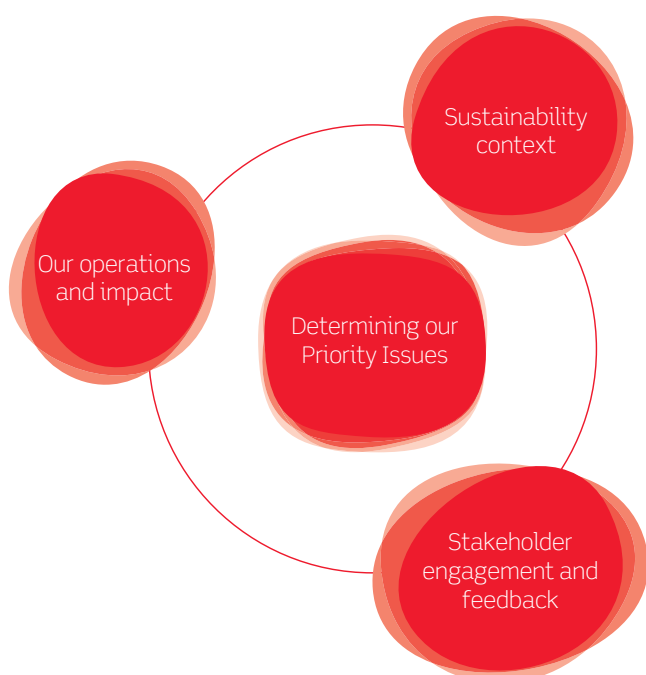 Sustainability
context
Our operations
and impact
Determining our
Priority Issues
Stakeholder
engagement and
feedback